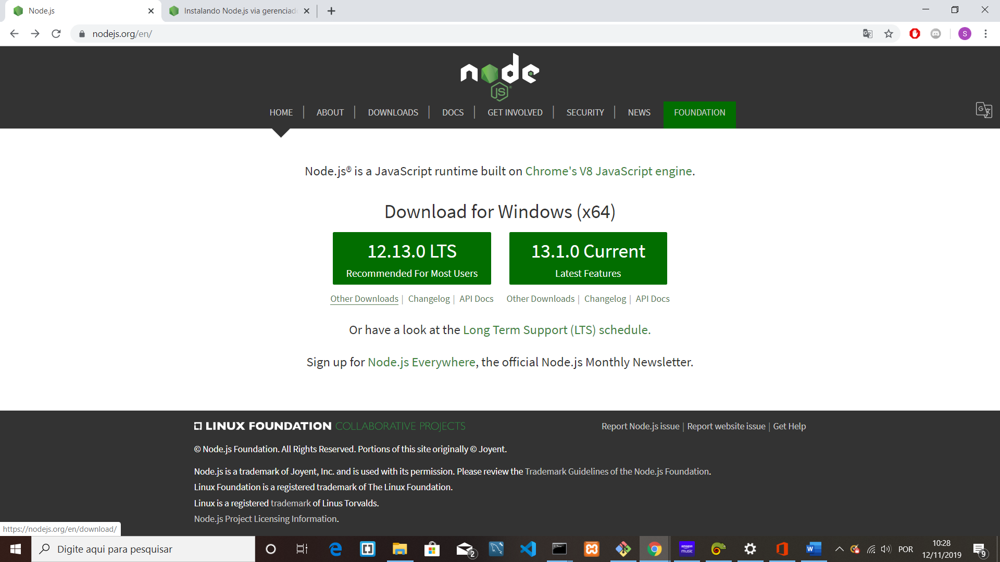 Node.js
Instalando Node.js via gerenciad
nodejs.org/en/
S
node
JS
HOME ABOUT DOWNLOADS DOCS GET INVOLVED SECURITY NEWS FOUNDATION
Node.js® is a JavaScript runtime built on Chrome's V8 JavaScript engine.
Download for Windows (x64)
12.13.0 LTS
Recommended For Most Users
13.1.0 Current
Latest Features
Other Downloads | Changelog | API Docs
Other Downloads | Changelog | API Docs
Or have a look at the Long Term Support (LTS) schedule.
Sign up for Node.js Everywhere, the official Node.js Monthly Newsletter.
LINUX FOUNDATION COLLABORATIVE PROJECTS
Report Node.js issue | Report website issue | Get Help
© Node.js Foundation. All Rights Reserved. Portions of this site originally © Joyent.
Node.js is a trademark of Joyent, Inc. and is used with its permission. Please review the Trademark Guidelines of the Node.js Foundation.
Linux Foundation is a registered trademark of The Linux Foundation.
Linux is a registered trademark of Linus Torvalds.
Node.js Project Licensing Information.
https://nodejs.org/en/download/
Digite aqui para pesquisar
2
amazon music
POR
10:28
12/11/2019
9